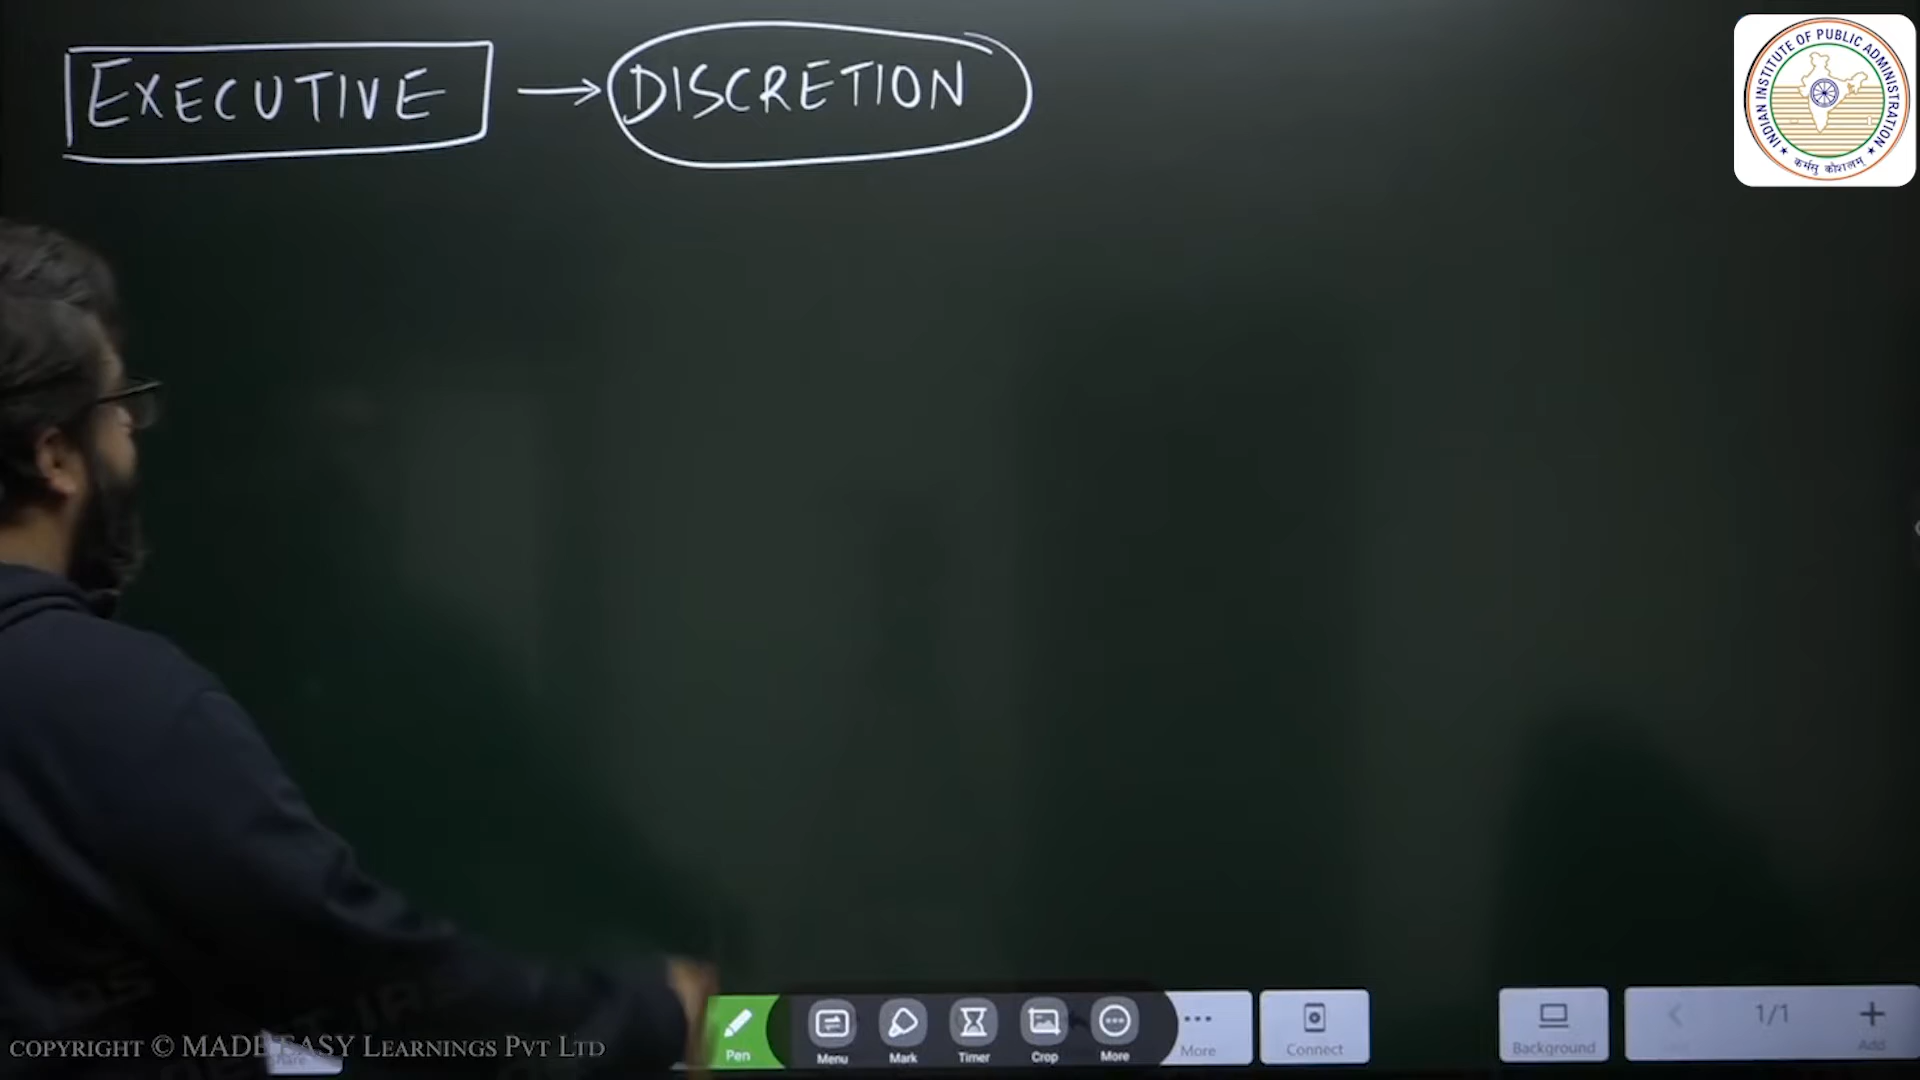 EXECUTIVE → DISCRETION
INDIAN INSTITUTE OF PUBLIC ADMINISTRATION
कर्मसु कौशलम्
Pen
Menu
Mark
Timer
Crop
More
More
Connect
Background
1/1
Add
COPYRIGHT © MADE EASY LEARNINGS PVT LTD